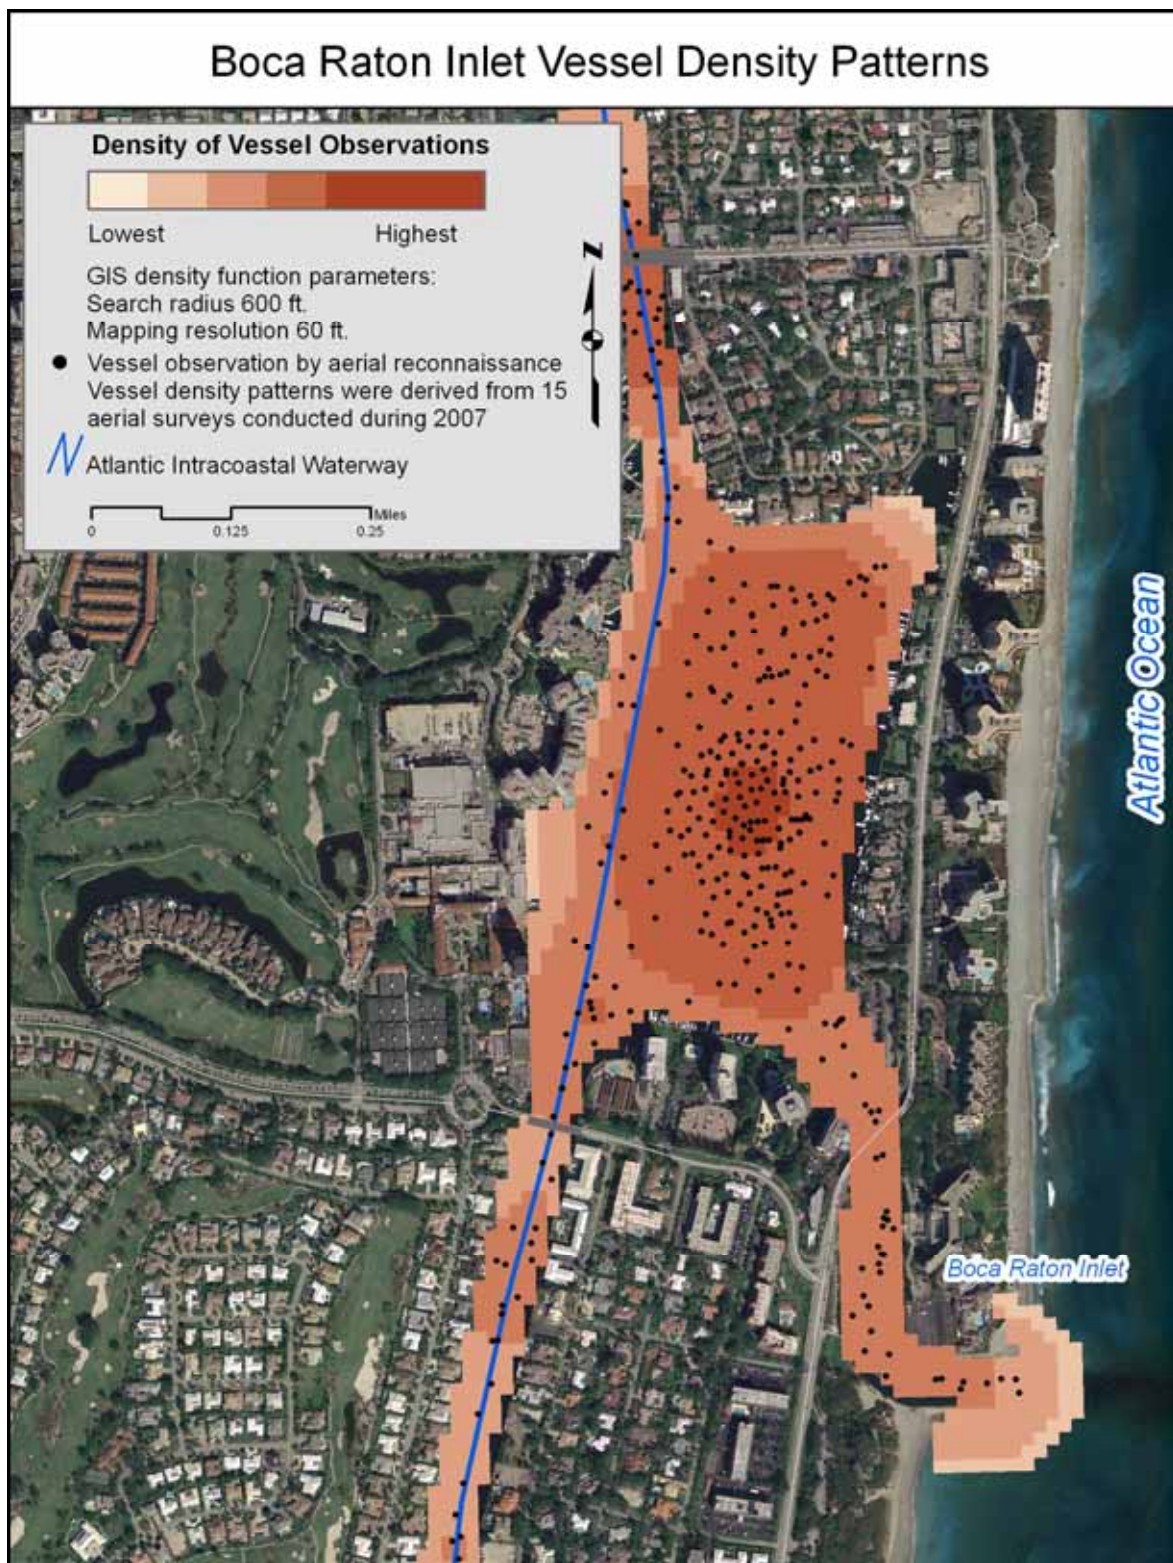 Boca Raton Inlet Vessel Density Patterns
Density of Vessel Observations
Lowest Highest
GIS density function parameters:
Search radius 600 ft.
Mapping resolution 60 ft.
Vessel observation by aerial reconnaissance
Vessel density patterns were derived from 15
aerial surveys conducted during 2007
Atlantic Intracoastal Waterway
Miles
0 0.125 0.25
N
Atlantic Ocean
Boca Raton Inlet